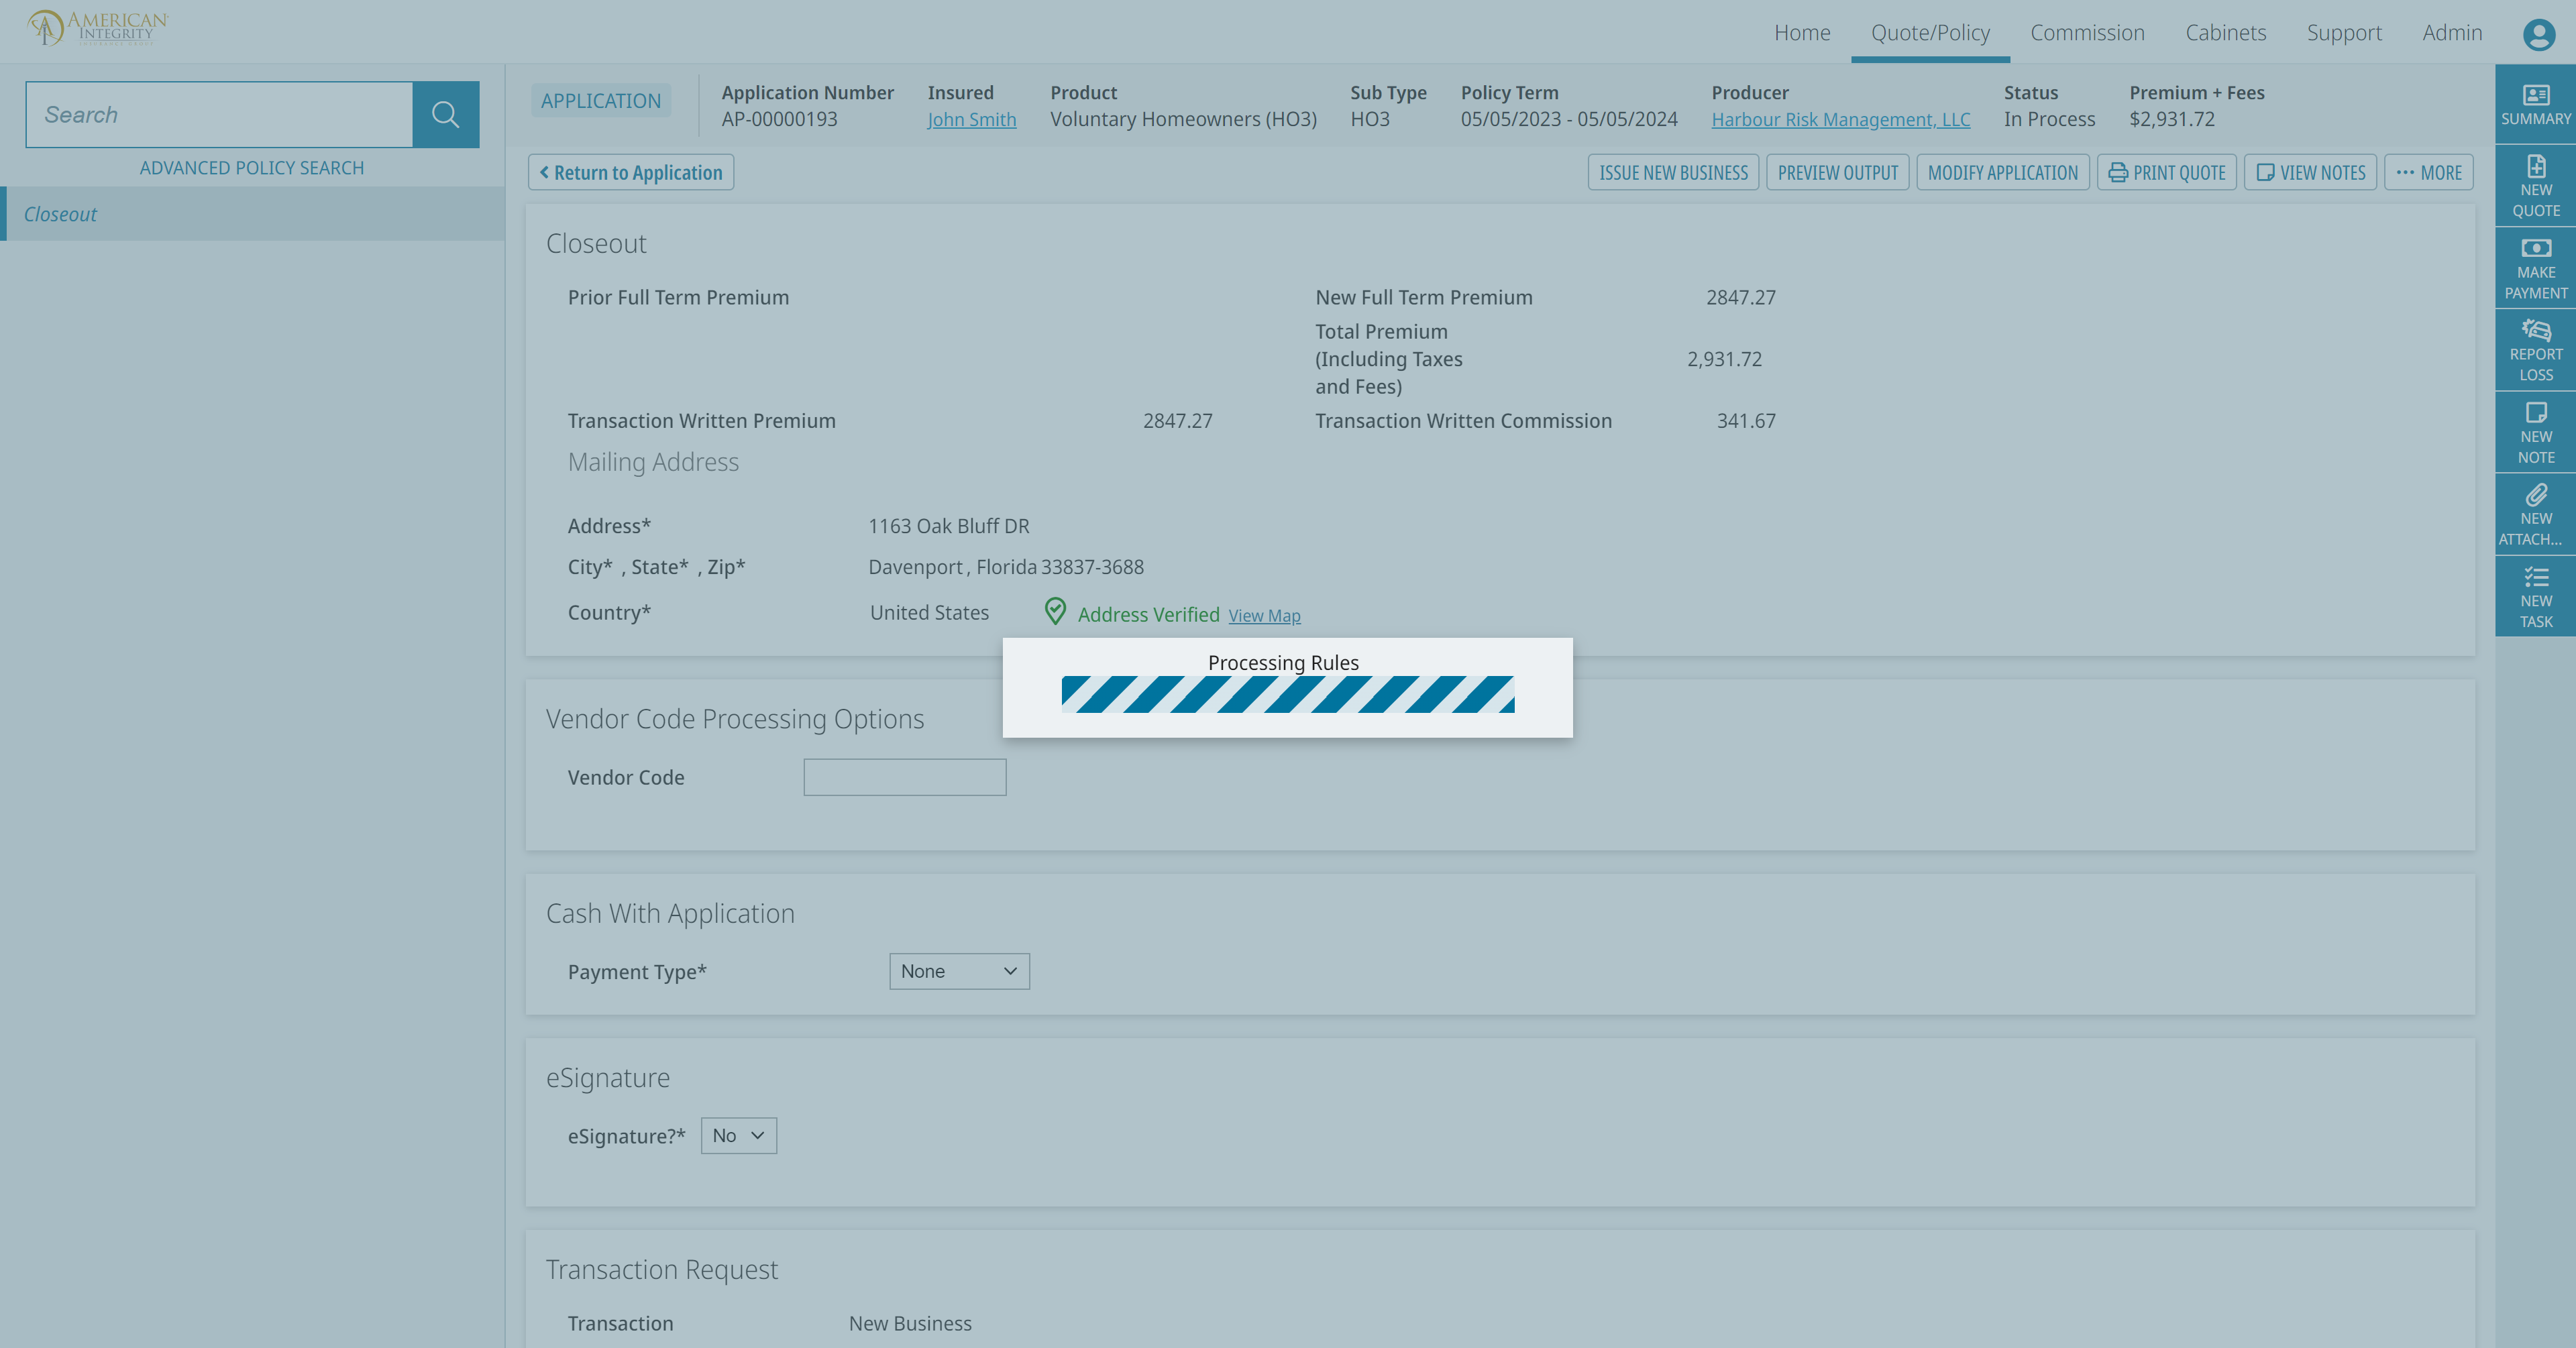 AMERICAN
INTEGRITY
Home Quote/Policy Commission Cabinets Support Admin
Search
ADVANCED POLICY SEARCH
Closeout
APPLICATION
Application Number Insured Product Sub Type Policy Term Producer Status Premium + Fees
AP-00000193 John Smith Voluntary Homeowners (HO3) HO3 05/05/2023 - 05/05/2024 Harbour Risk Management, LLC In Process $2,931.72
Return to Application ISSUE NEW BUSINESS PREVIEW OUTPUT MODIFY APPLICATION PRINT QUOTE VIEW NOTES ... MORE
Closeout
Prior Full Term Premium New Full Term Premium 2847.27
Total Premium
(Including Taxes 2,931.72
and Fees)
Transaction Written Premium 2847.27 Transaction Written Commission 341.67
Mailing Address
Address* 1163 Oak Bluff DR
City* , State* , Zip* Davenport , Florida 33837-3688
Country* United States Address Verified View Map
Processing Rules
Vendor Code Processing Options
Vendor Code
Cash With Application
Payment Type* None
eSignature
eSignature?* No
Transaction Request
Transaction New Business
SUMMARY
NEW
QUOTE
MAKE
PAYMENT
REPORT
LOSS
NEW
NOTE
NEW
ATTACH...
NEW
TASK